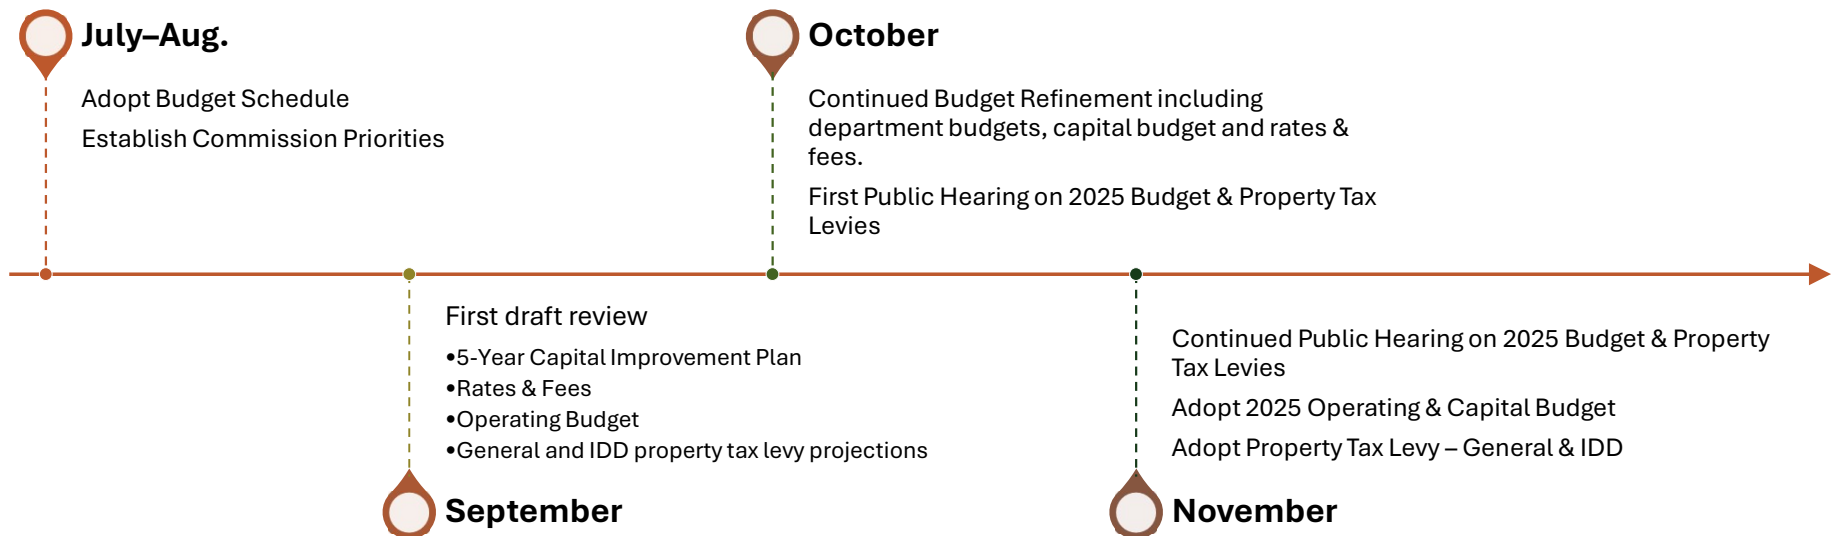 July–Aug.
Adopt Budget Schedule
Establish Commission Priorities
October
Continued Budget Refinement including
department budgets, capital budget and rates &
fees.
First Public Hearing on 2025 Budget & Property Tax
Levies
First draft review
•5-Year Capital Improvement Plan
•Rates & Fees
•Operating Budget
•General and IDD property tax levy projections
September
Continued Public Hearing on 2025 Budget & Property
Tax Levies
Adopt 2025 Operating & Capital Budget
Adopt Property Tax Levy – General & IDD
November